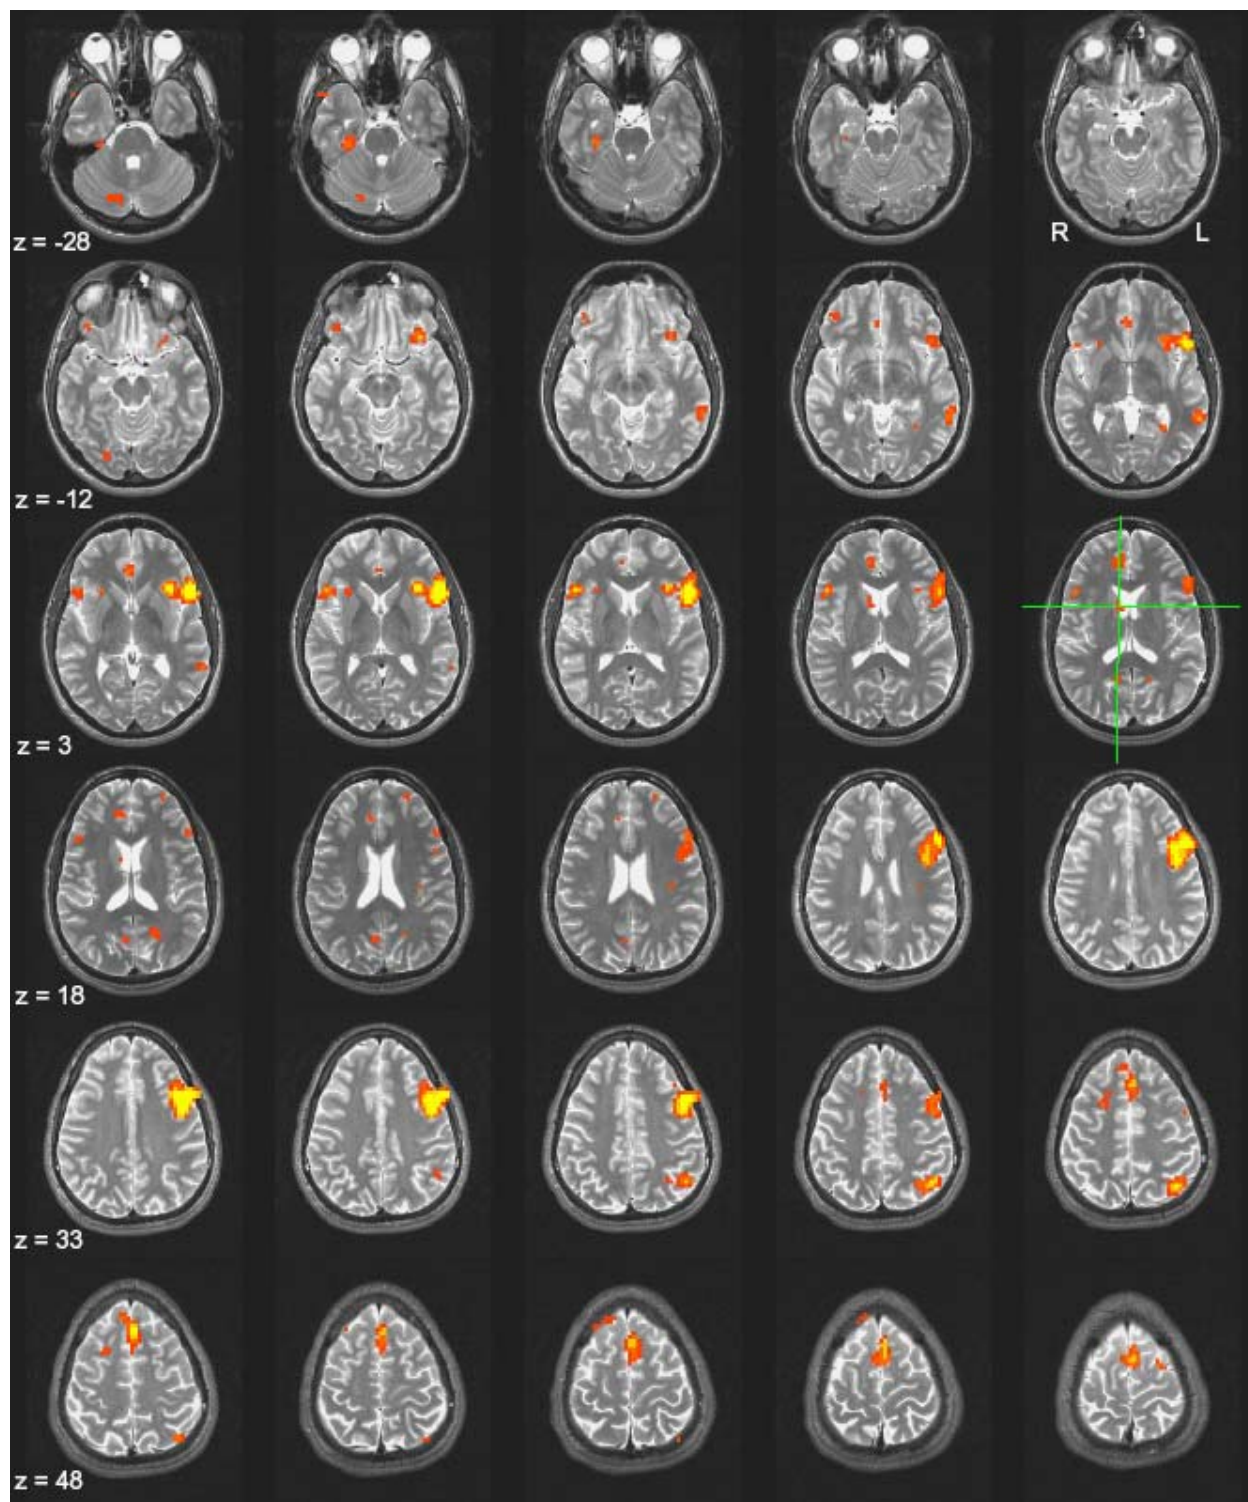 z = -28
R L
z = -12
z = 3
z = 18
z = 33
z = 48